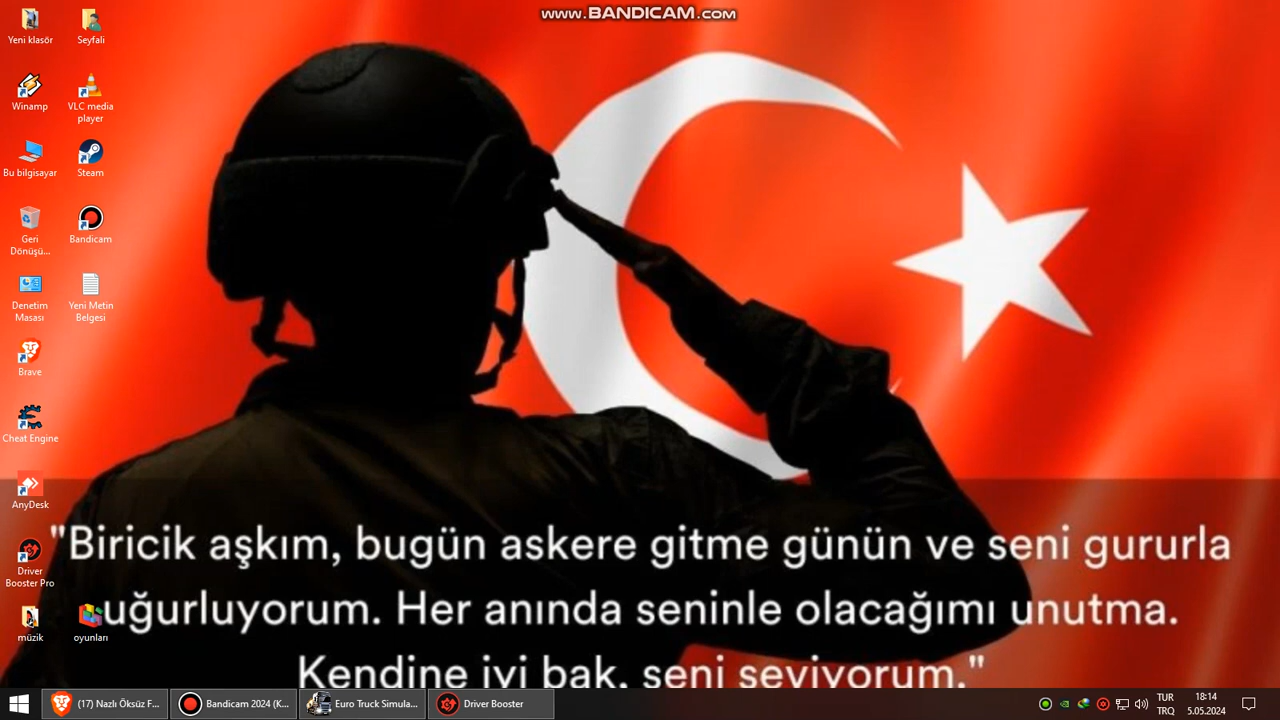 www.BANDICAM.com
Yeni klasör
Seyfali
Winamp
VLC media
player
Bu bilgisayar
Steam
Geri
Dönüşü...
Bandicam
Denetim
Masası
Yeni Metin
Belgesi
Brave
Cheat Engine
AnyDesk
Driver
Booster Pro
müzik
oyunları
"Biricik aşkım, bugün askere gitme günün ve seni gururla
uğurluyorum. Her anında seninle olacağımı unutma.
Kendine iyi bak, seni seviyorum."
(17) Nazlı Öksüz F...
Bandicam 2024 (K...
Euro Truck Simula...
Driver Booster
TUR
TRQ
18:14
5.05.2024